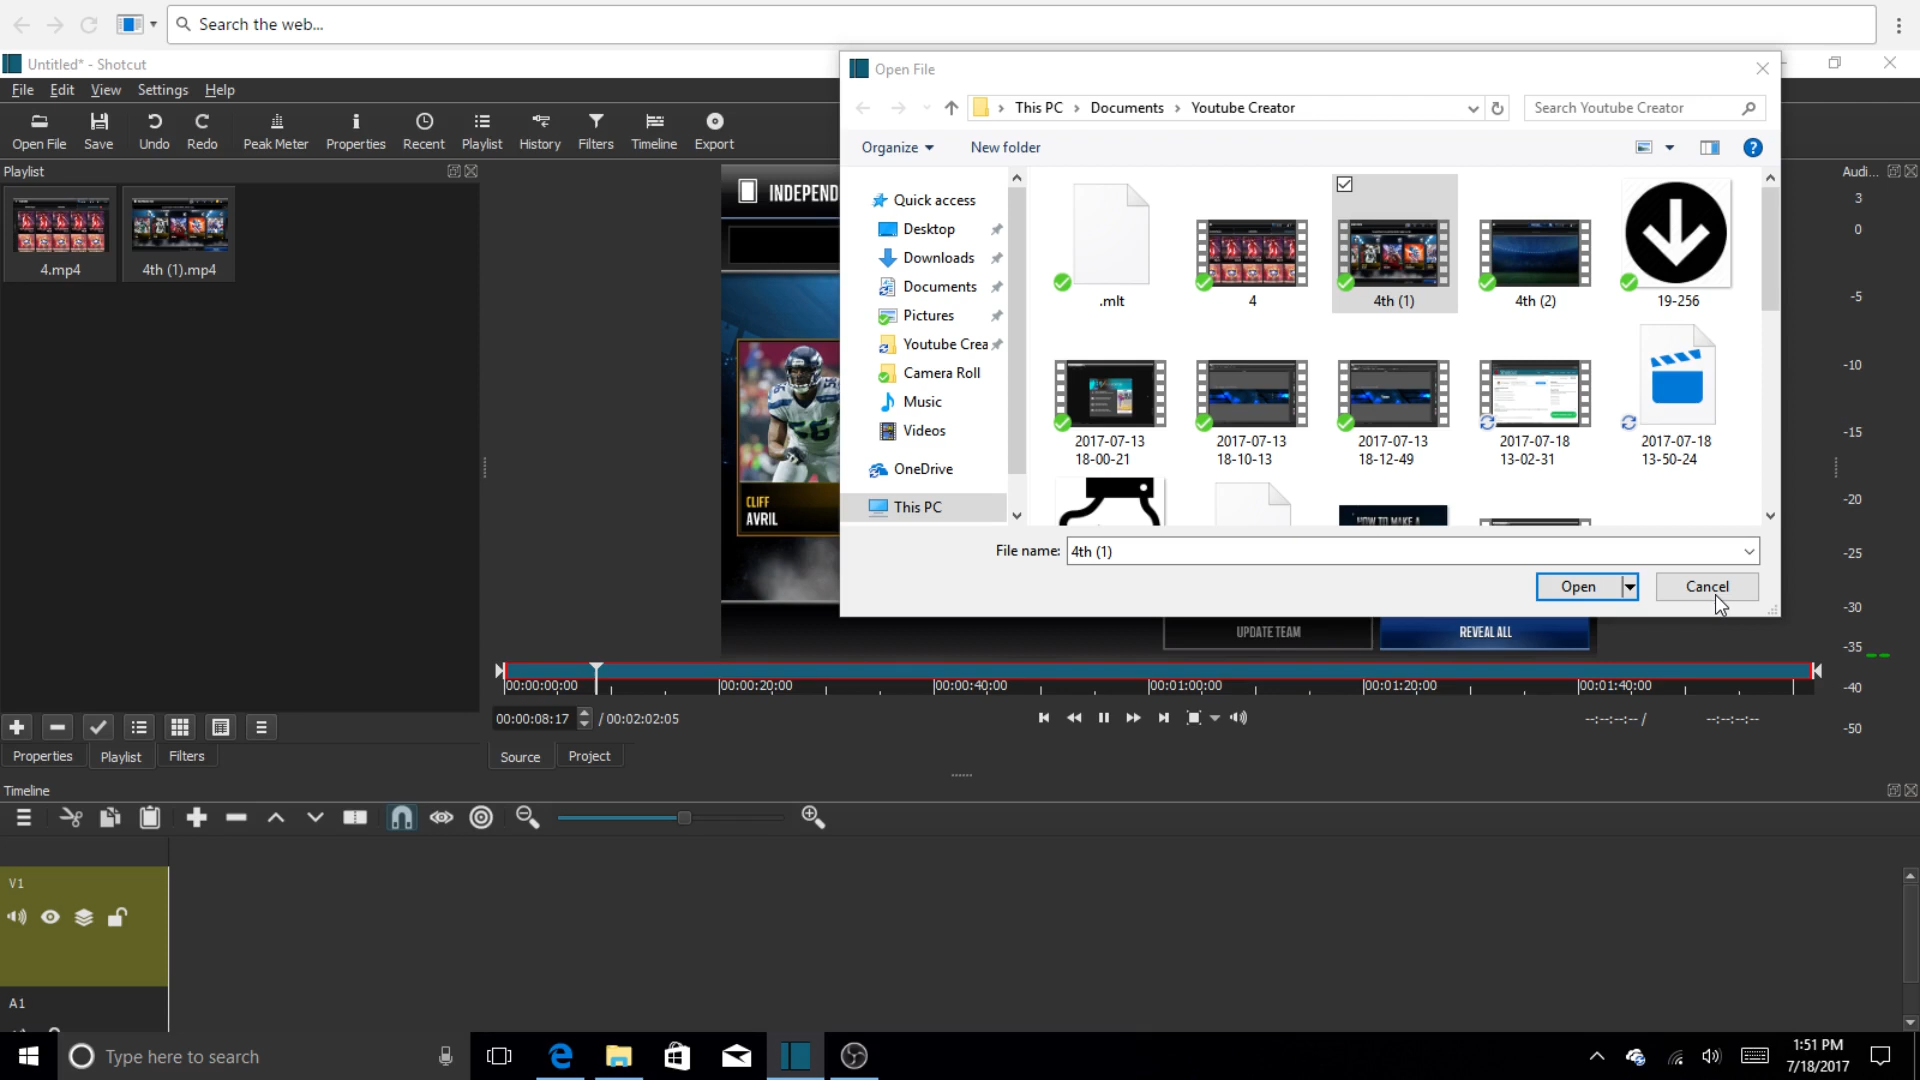 Search the web...
Untitled* - Shotcut
File Edit View Settings Help
Open File Save Undo Redo Peak Meter Properties Recent Playlist History Filters Timeline Export
Playlist
4.mp4 4th (1).mp4
INDEPEND
CLIFF
AVRIL
Open File
This PC Documents Youtube Creator
Search Youtube Creator
Organize New folder
Quick access
Desktop
Downloads
Documents
Pictures
Youtube Crea
Camera Roll
Music
Videos
OneDrive
This PC
.mlt 4 4th (1) 4th (2) 19-256
2017-07-13 18-00-21
2017-07-13 18-10-13
2017-07-13 18-12-49
2017-07-18 13-02-31
2017-07-18 13-50-24
HOW TO MAKE A
File name: 4th (1)
Open Cancel
UPDATE TEAM REVEAL ALL
Audi...
3
0
-5
-10
-15
-20
-25
-30
-35
-40
-50
00:00:00:00 00:00:20:00 00:00:40:00 00:01:00:00 00:01:20:00 00:01:40:00
00:00:08:17 / 00:02:02:05 --:--:--:-- / --:--:--:--
Properties Playlist Filters
Source Project
Timeline
V1
A1
Type here to search
1:51 PM
7/18/2017